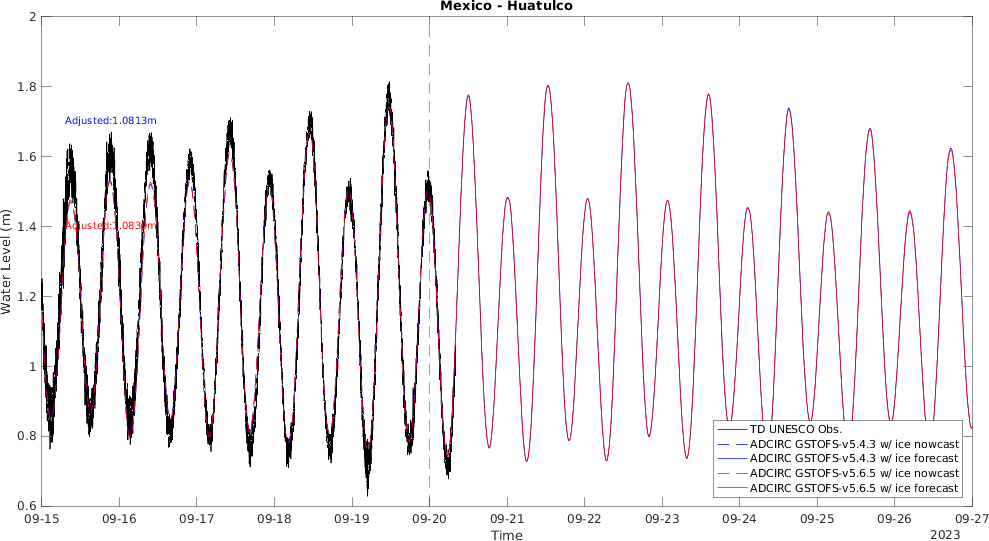 Mexico - Huatulco
2
1.8
1.6
1.4
1.2
1
0.8
0.6
Water Level (m)
Adjusted:1.0813m
Adjusted:1.0839m
TD UNESCO Obs.
ADCIRC GSTOFS-v5.4.3 w/ ice nowcast
ADCIRC GSTOFS-v5.4.3 w/ ice forecast
ADCIRC GSTOFS-v5.6.5 w/ ice nowcast
ADCIRC GSTOFS-v5.6.5 w/ ice forecast
09-15 09-16 09-17 09-18 09-19 09-20 09-21 09-22 09-23 09-24 09-25 09-26 09-27
Time
2023